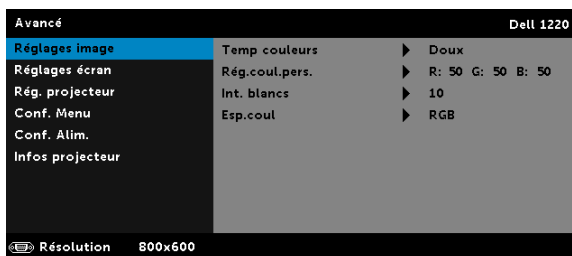 Avancé Dell 1220
Réglages image Temp couleurs Doux
Réglages écran Rég.coul.pers. R: 50 G: 50 B: 50
Rég. projecteur Int. blancs 10
Conf. Menu Esp.coul RGB
Conf. Alim.
Infos projecteur
Résolution 800x600